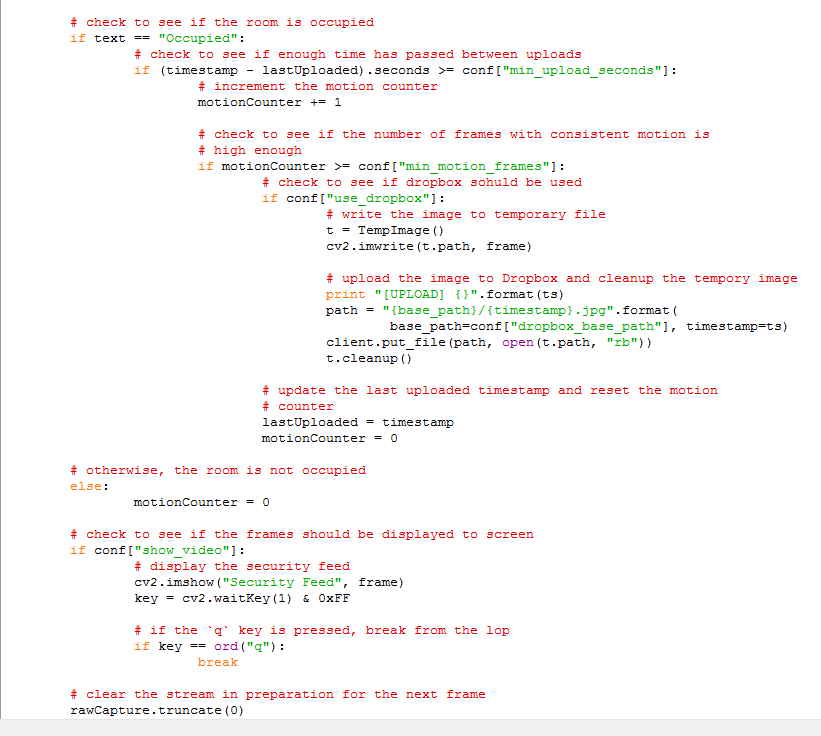 # check to see if the room is occupied
if text == "Occupied":
# check to see if enough time has passed between uploads
if (timestamp - lastUploaded).seconds >= conf["min_upload_seconds"]:
# increment the motion counter
motionCounter += 1
# check to see if the number of frames with consistent motion is
# high enough
if motionCounter >= conf["min_motion_frames"]:
# check to see if dropbox sohuld be used
if conf["use_dropbox"]:
# write the image to temporary file
t = TempImage()
cv2.imwrite(t.path, frame)
# upload the image to Dropbox and cleanup the tempory image
print "[UPLOAD] {}".format(ts)
path = "{base_path}/{timestamp}.jpg".format(
base_path=conf["dropbox_base_path"], timestamp=ts)
client.put_file(path, open(t.path, "rb"))
t.cleanup()
# update the last uploaded timestamp and reset the motion
# counter
lastUploaded = timestamp
motionCounter = 0
# otherwise, the room is not occupied
else:
motionCounter = 0
# check to see if the frames should be displayed to screen
if conf["show_video"]:
# display the security feed
cv2.imshow("Security Feed", frame)
key = cv2.waitKey(1) & 0xFF
# if the `q` key is pressed, break from the lop
if key == ord("q"):
break
# clear the stream in preparation for the next frame
rawCapture.truncate(0)